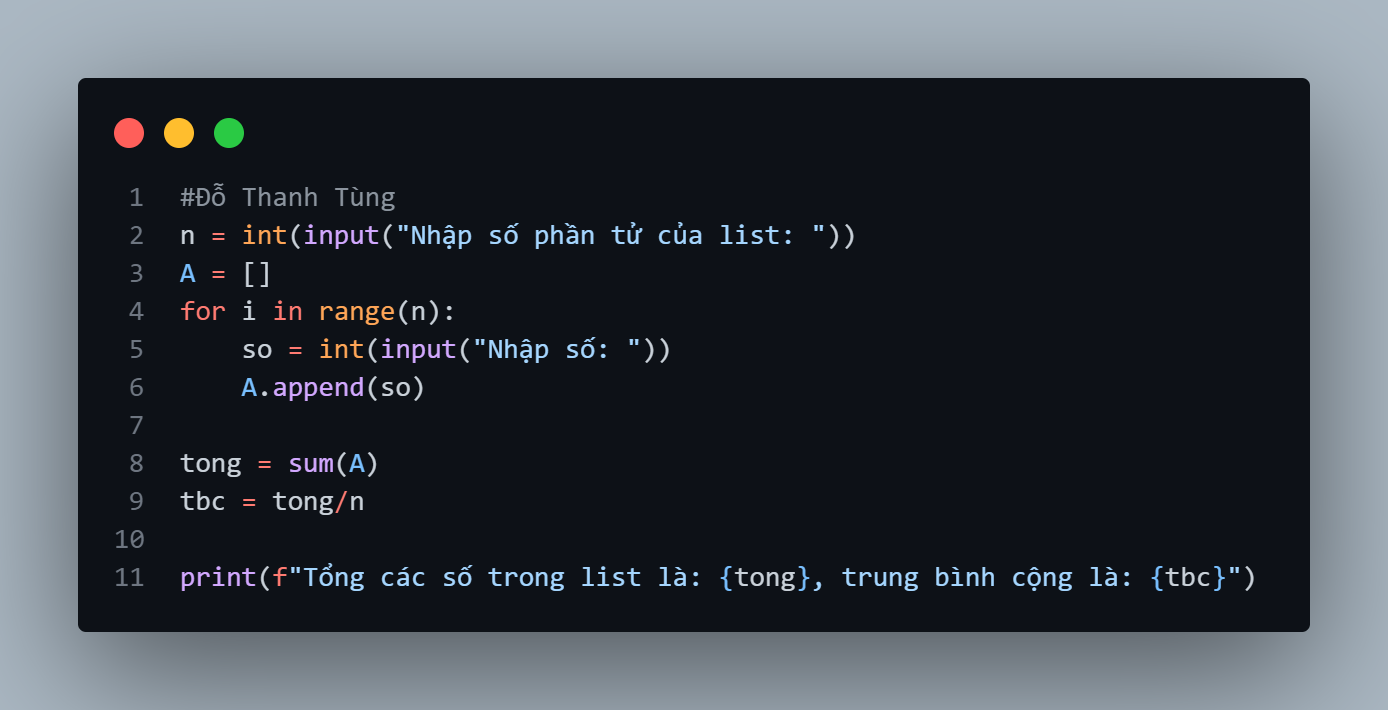 1 #Đỗ Thanh Tùng
2 n = int(input("Nhập số phần tử của list: "))
3 A = []
4 for i in range(n):
5     so = int(input("Nhập số: "))
6     A.append(so)
7
8 tong = sum(A)
9 tbc = tong/n
10
11 print(f"Tổng các số trong list là: {tong}, trung bình cộng là: {tbc}")